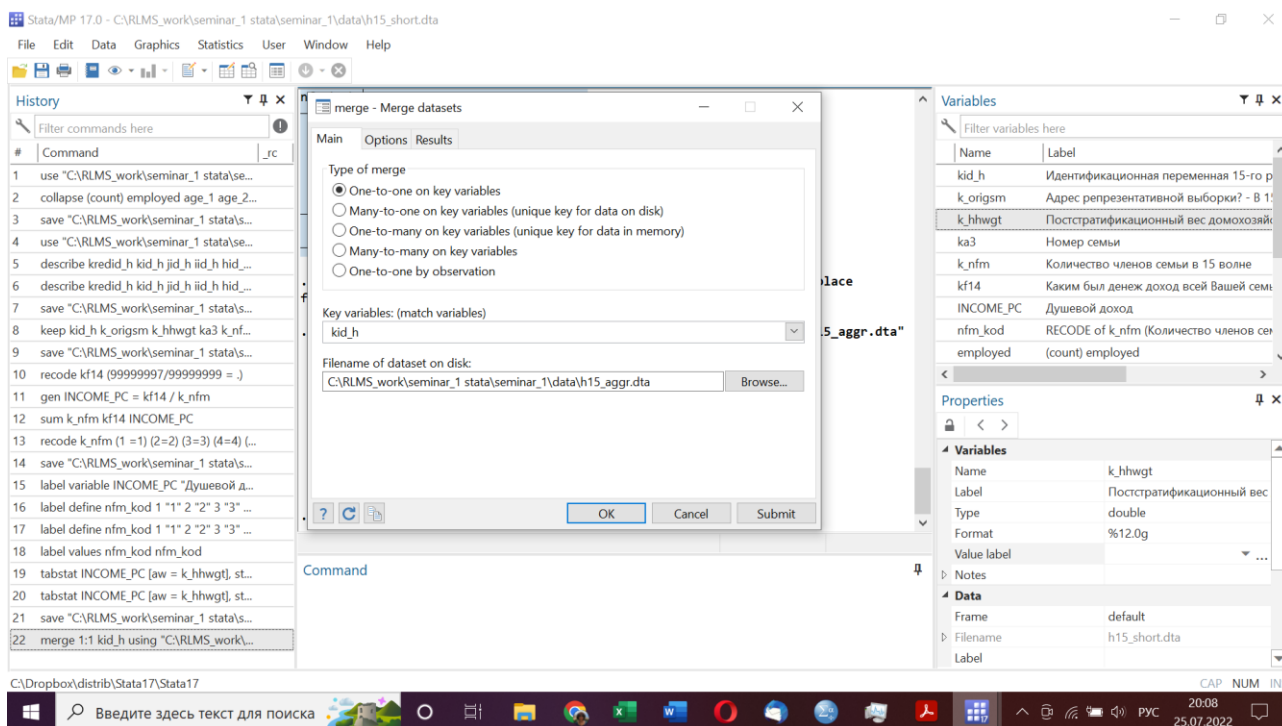 Stata/MP 17.0 - C:\RLMS_work\seminar_1 stata\seminar_1\data\h15_short.dta
File Edit Data Graphics Statistics User Window Help
History
Filter commands here
# Command _rc
1 use "C:\RLMS_work\seminar_1 stata\se...
2 collapse (count) employed age_1 age_2...
3 save "C:\RLMS_work\seminar_1 stata\s...
4 use "C:\RLMS_work\seminar_1 stata\se...
5 describe kredid_h kid_h jid_h iid_h hid_...
6 describe kredid_h kid_h jid_h iid_h hid_...
7 save "C:\RLMS_work\seminar_1 stata\s...
8 keep kid_h k_origsm k_hhwgt ka3 k_nf...
9 save "C:\RLMS_work\seminar_1 stata\s...
10 recode kf14 (99999997/99999999 = .)
11 gen INCOME_PC = kf14 / k_nfm
12 sum k_nfm kf14 INCOME_PC
13 recode k_nfm (1 =1) (2=2) (3=3) (4=4) (...
14 save "C:\RLMS_work\seminar_1 stata\s...
15 label variable INCOME_PC "Душевой д...
16 label define nfm_kod 1 "1" 2 "2" 3 "3" ...
17 label define nfm_kod 1 "1" 2 "2" 3 "3" ...
18 label values nfm_kod nfm_kod
19 tabstat INCOME_PC [aw = k_hhwgt], st...
20 tabstat INCOME_PC [aw = k_hhwgt], st...
21 save "C:\RLMS_work\seminar_1 stata\s...
22 merge 1:1 kid_h using "C:\RLMS_work\...
merge - Merge datasets
Main Options Results
Type of merge
One-to-one on key variables
Many-to-one on key variables (unique key for data on disk)
One-to-many on key variables (unique key for data in memory)
Many-to-many on key variables
One-to-one by observation
Key variables: (match variables)
kid_h
Filename of dataset on disk:
C:\RLMS_work\seminar_1 stata\seminar_1\data\h15_aggr.dta Browse...
? OK Cancel Submit
place
5_aggr.dta"
Command
Variables
Filter variables here
Name Label
kid_h Идентификационная переменная 15-го р
k_origsm Адрес репрезентативной выборки? - В 1
k_hhwgt Постстратификационный вес домохозяй
ka3 Номер семьи
k_nfm Количество членов семьи в 15 волне
kf14 Каким был денеж доход всей Вашей семь
INCOME_PC Душевой доход
nfm_kod RECODE of k_nfm (Количество членов сем
employed (count) employed
Properties
Variables
Name k_hhwgt
Label Постстратификационный вес
Type double
Format %12.0g
Value label
Notes
Data
Frame default
Filename h15_short.dta
Label
C:\Dropbox\distrib\Stata17\Stata17 CAP NUM IN
Введите здесь текст для поиска
РУС
20:08
25.07.2022